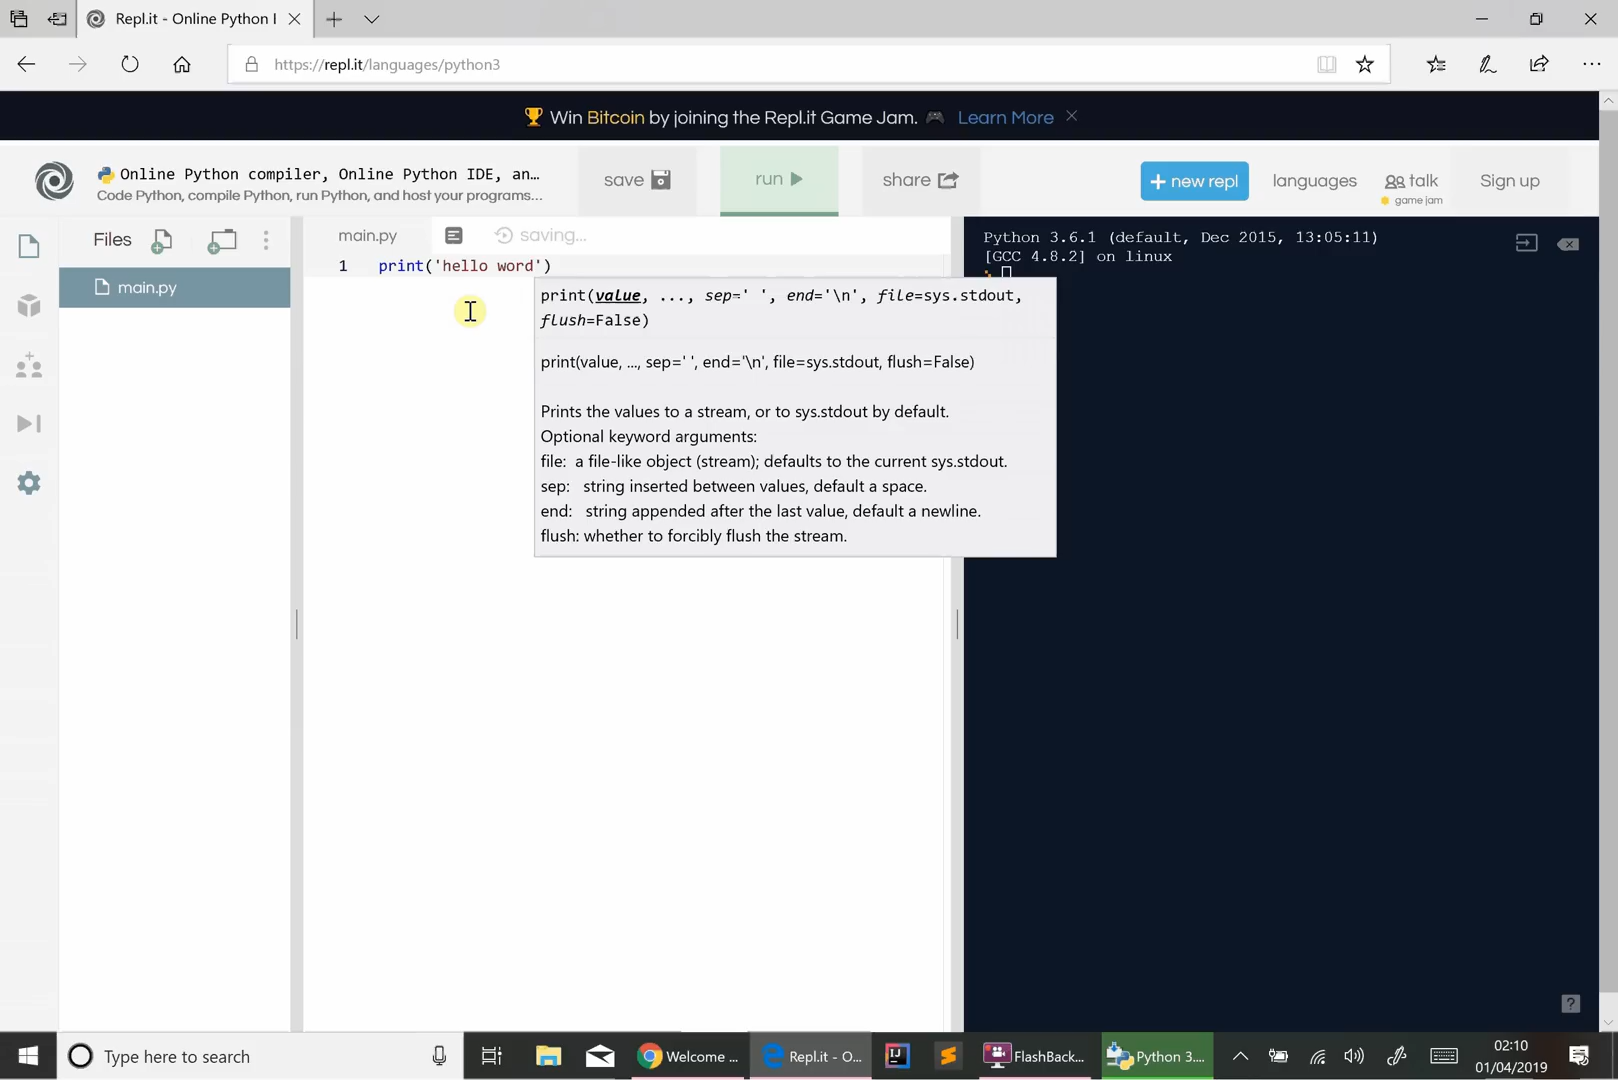 Repl.it - Online Python I
https://repl.it/languages/python3
Win Bitcoin by joining the Repl.it Game Jam. Learn More
Online Python compiler, Online Python IDE, an...
Code Python, compile Python, run Python, and host your programs...
save
run
share
+ new repl
languages
talk
game jam
Sign up
Files
main.py
main.py
saving...
1 print('hello word')
print(value, ..., sep=' ', end='\n', file=sys.stdout,
flush=False)
print(value, ..., sep=' ', end='\n', file=sys.stdout, flush=False)
Prints the values to a stream, or to sys.stdout by default.
Optional keyword arguments:
file: a file-like object (stream); defaults to the current sys.stdout.
sep: string inserted between values, default a space.
end: string appended after the last value, default a newline.
flush: whether to forcibly flush the stream.
Python 3.6.1 (default, Dec 2015, 13:05:11)
[GCC 4.8.2] on linux
?
Type here to search
Welcome ...
Repl.it - O...
FlashBack...
Python 3....
02:10
01/04/2019